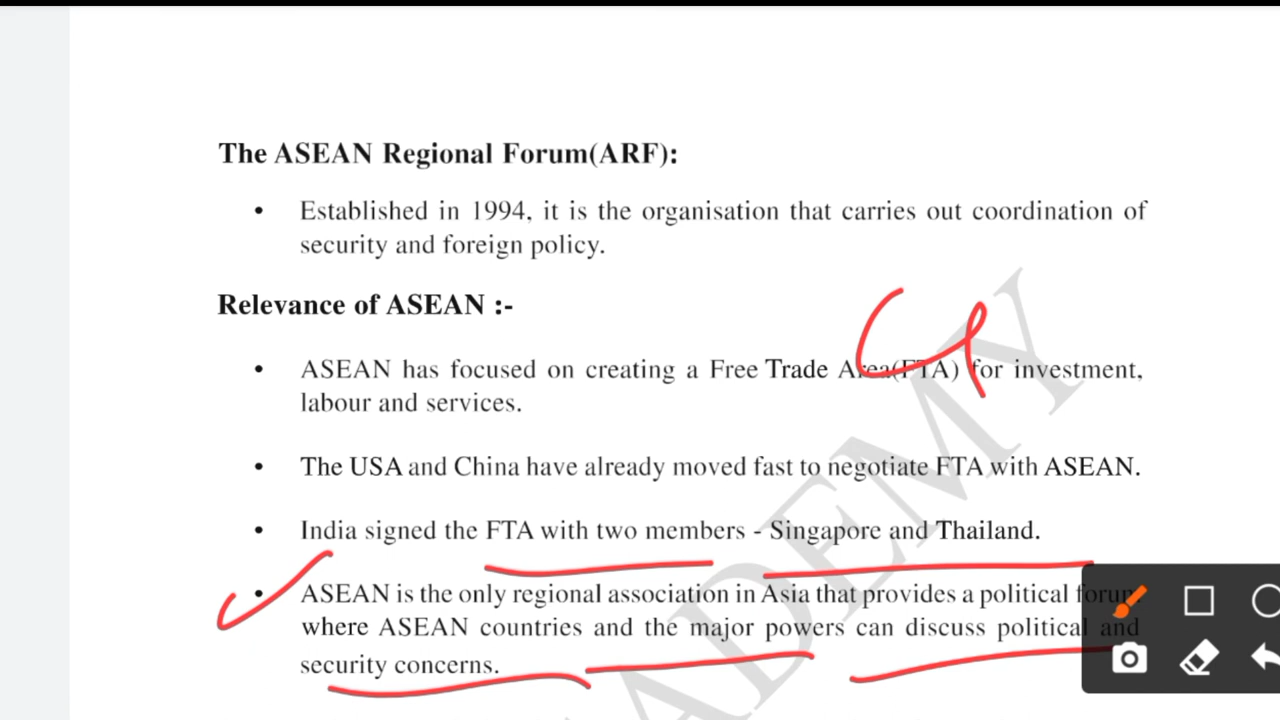 The ASEAN Regional Forum(ARF):
• Established in 1994, it is the organisation that carries out coordination of
security and foreign policy.
Relevance of ASEAN :-
• ASEAN has focused on creating a Free Trade Area(FTA) for investment,
labour and services.
• The USA and China have already moved fast to negotiate FTA with ASEAN.
• India signed the FTA with two members - Singapore and Thailand.
• ASEAN is the only regional association in Asia that provides a political forum
where ASEAN countries and the major powers can discuss political and
security concerns.